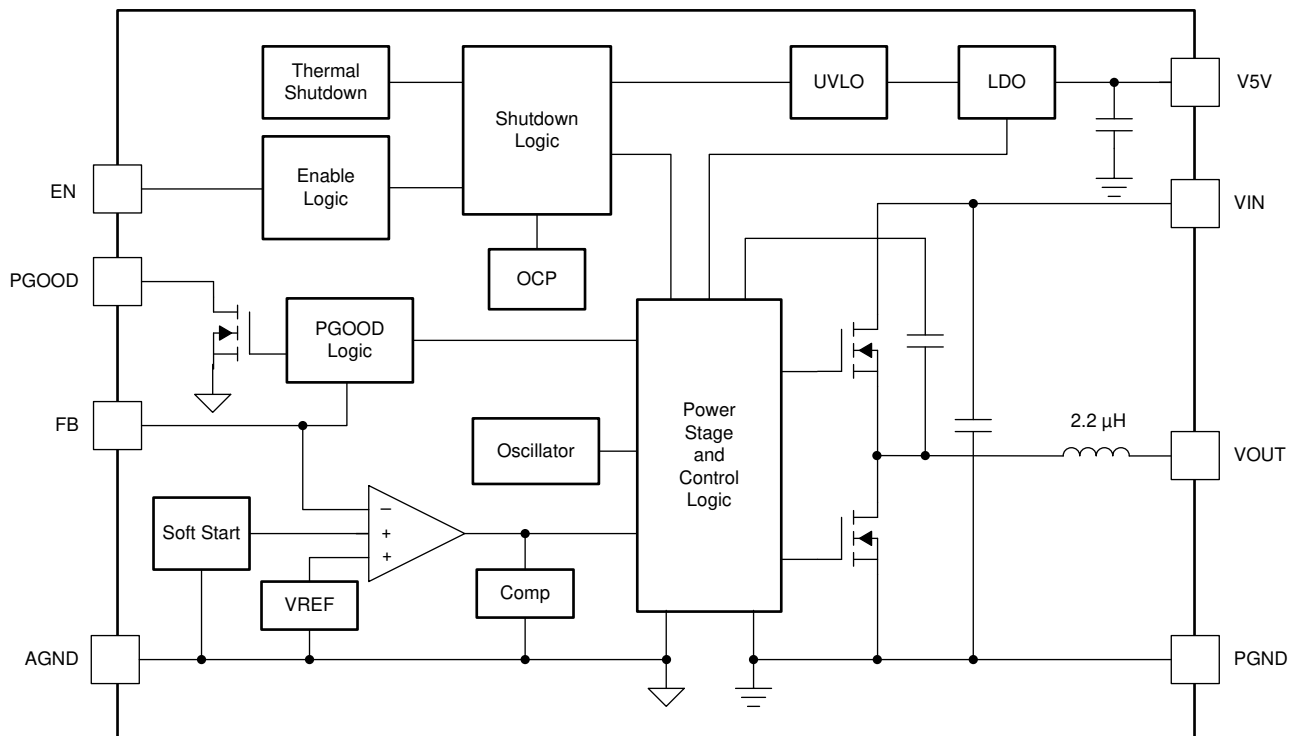 Thermal
Shutdown
Shutdown
Logic
UVLO
LDO
V5V
EN
Enable
Logic
VIN
OCP
PGOOD
PGOOD
Logic
FB
Power
Stage
and
Control
Logic
Oscillator
2.2 µH
VOUT
Soft Start
−
+
+
VREF
Comp
AGND
PGND